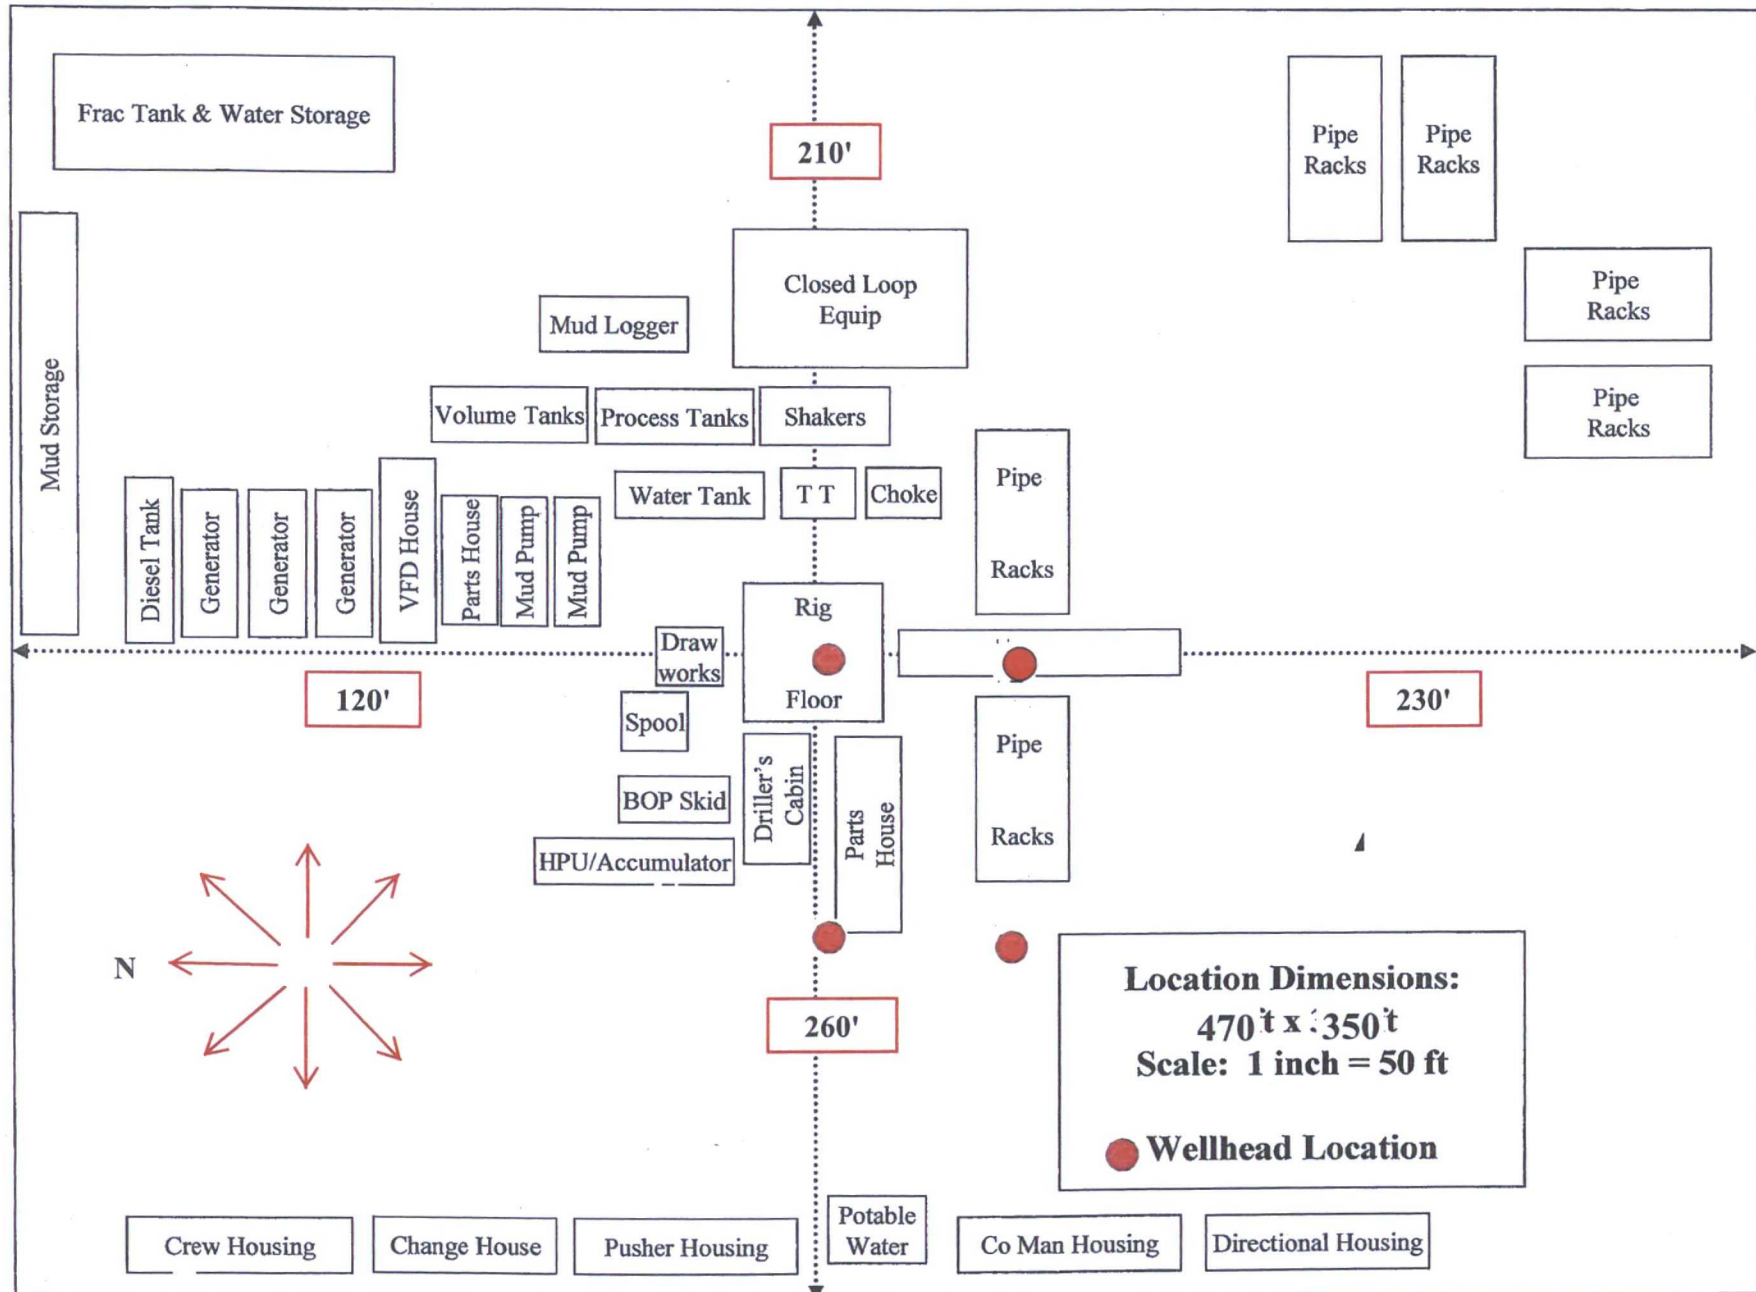 Frac Tank & Water Storage
210'
Pipe
Racks
Pipe
Racks
Closed Loop
Equip
Pipe
Racks
Mud Logger
Mud Storage
Pipe
Racks
Volume Tanks
Process Tanks
Shakers
Diesel Tank
Generator
Generator
Generator
VFD House
Parts House
Mud Pump
Mud Pump
Water Tank
T T
Choke
Pipe
Racks
Rig
Floor
Draw
works
120'
230'
Spool
Pipe
Racks
Driller's
Cabin
Parts
House
BOP Skid
HPU/Accumulator
N
260'
Location Dimensions:
470't x 350't
Scale: 1 inch = 50 ft
Wellhead Location
Crew Housing
Change House
Pusher Housing
Potable
Water
Co Man Housing
Directional Housing